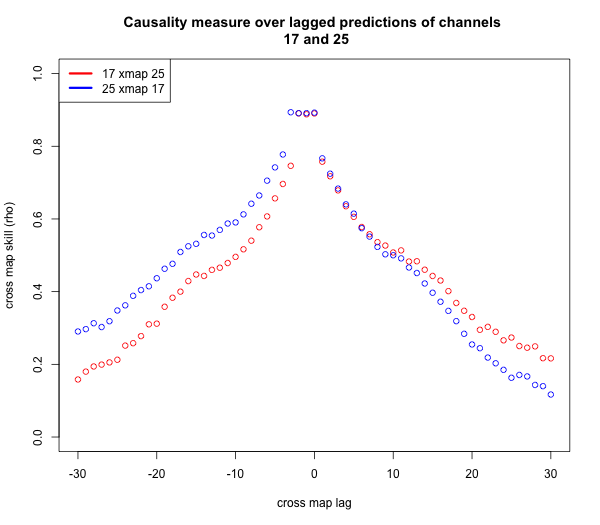 Causality measure over lagged predictions of channels
17 and 25
17 xmap 25
25 xmap 17
cross map skill (rho)
1.0
0.8
0.6
0.4
0.2
0.0
-30 -20 -10 0 10 20 30
cross map lag